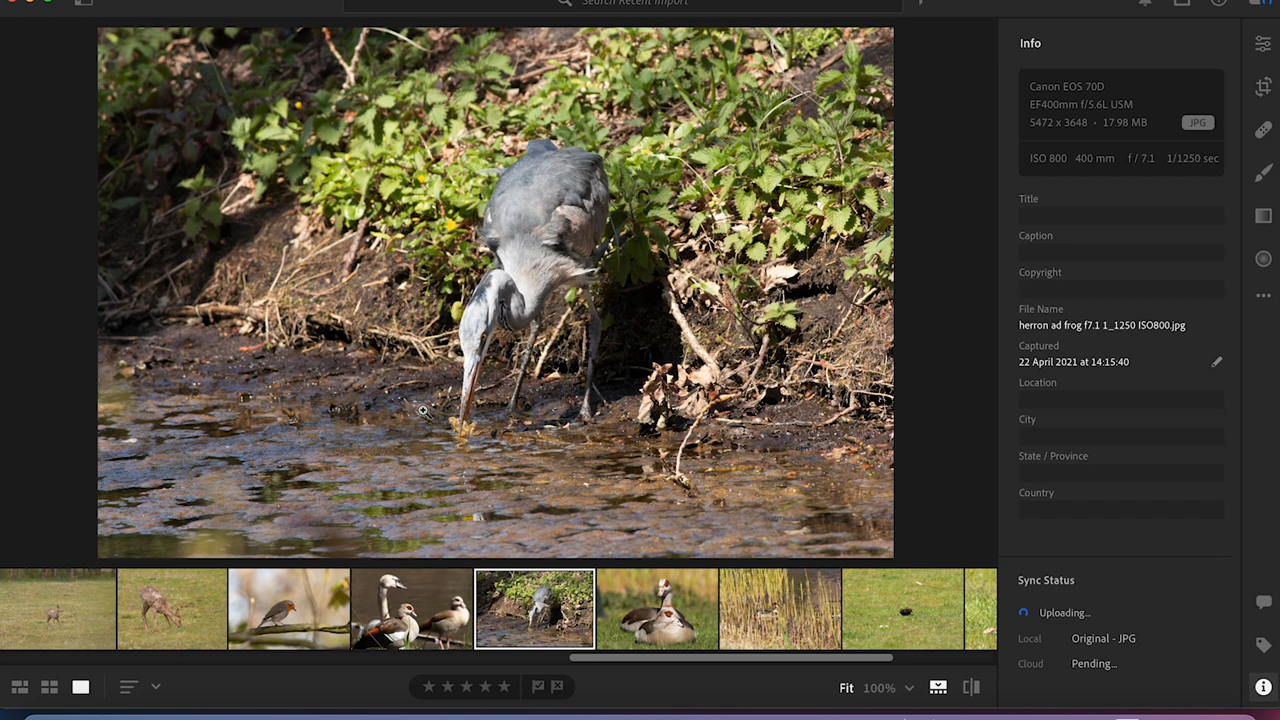 Search Recent Import
Info
Canon EOS 70D
EF400mm f/5.6L USM
5472 x 3648 • 17.98 MB JPG
ISO 800 400 mm f / 7.1 1/1250 sec
Title
Caption
Copyright
File Name
herron ad frog f7.1 1_1250 ISO800.jpg
Captured
22 April 2021 at 14:15:40
Location
City
State / Province
Country
Sync Status
Uploading...
Local Original - JPG
Cloud Pending...
Fit 100%